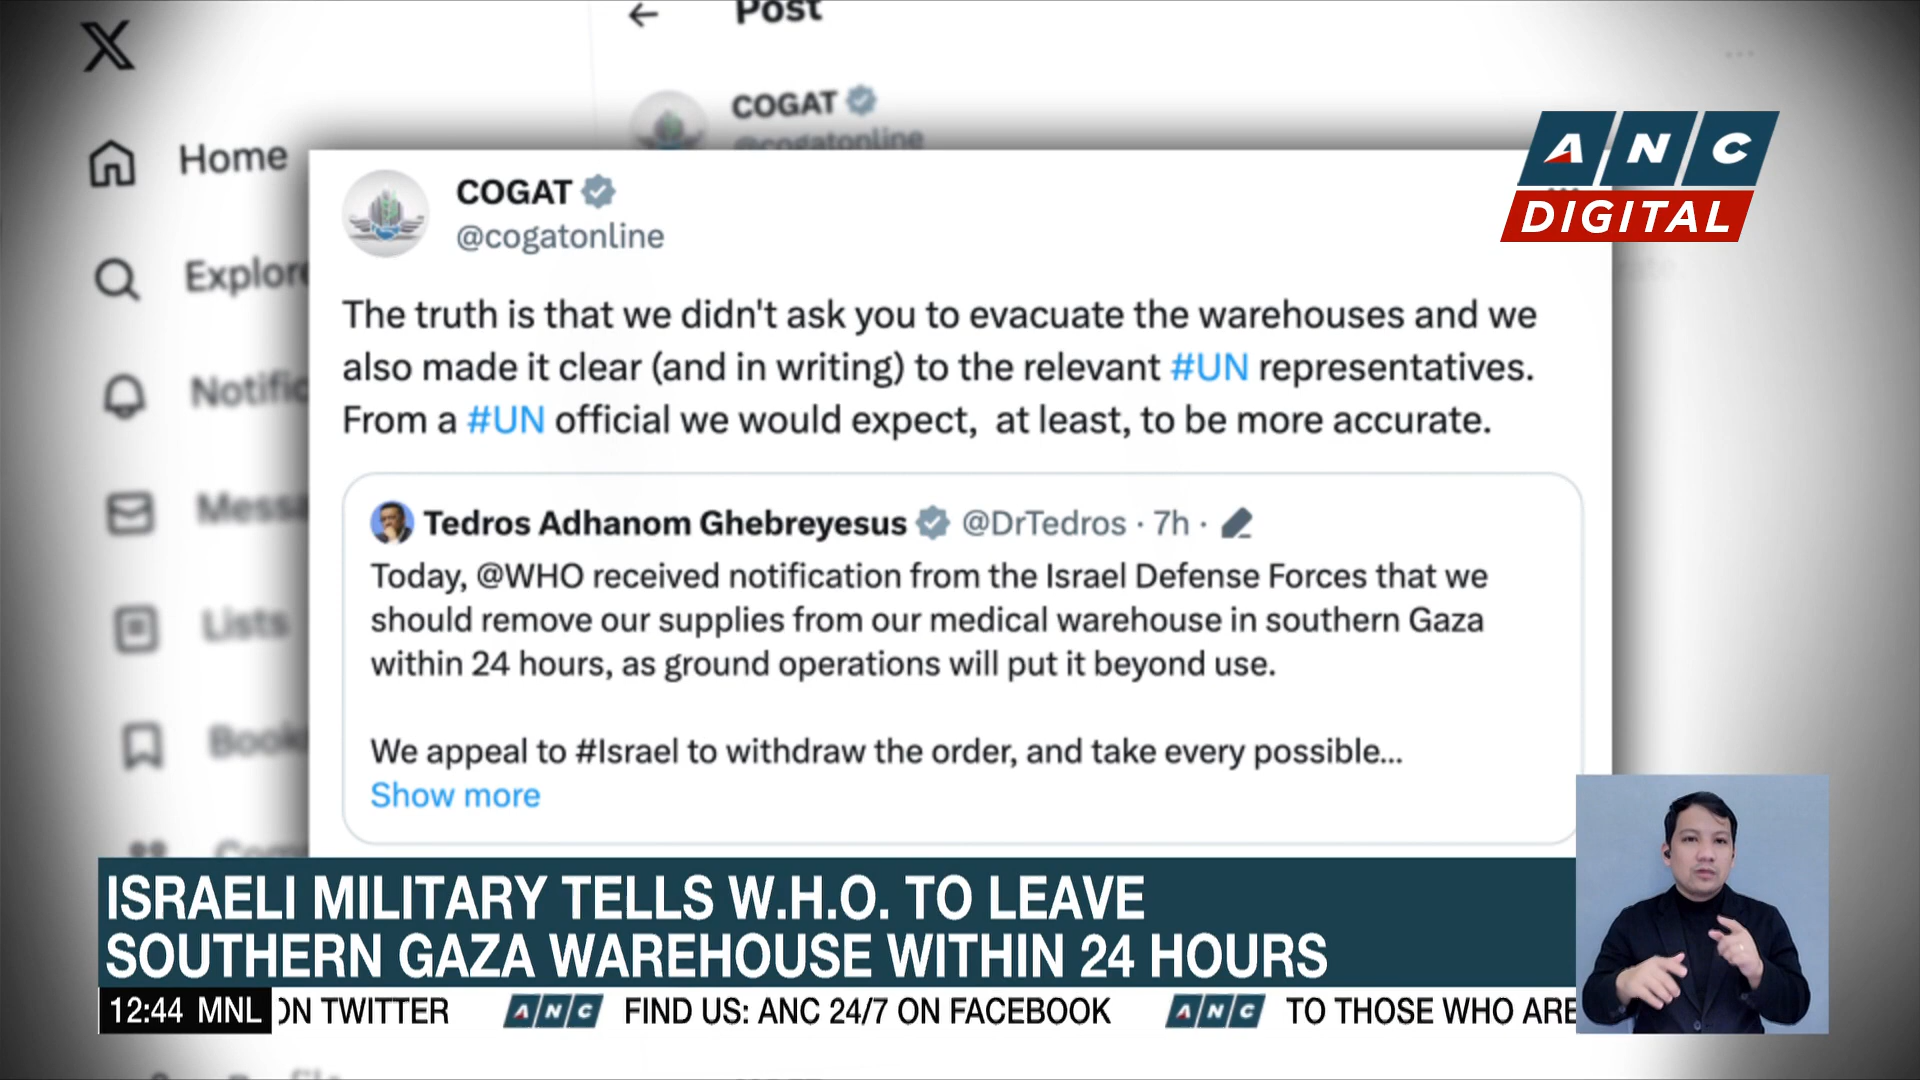 Post
Home
COGAT
@cogatonline
COGAT
@cogatonline
ANC
DIGITAL
The truth is that we didn't ask you to evacuate the warehouses and we
also made it clear (and in writing) to the relevant #UN representatives.
From a #UN official we would expect,  at least, to be more accurate.
Tedros Adhanom Ghebreyesus @DrTedros · 7h ·
Today, @WHO received notification from the Israel Defense Forces that we
should remove our supplies from our medical warehouse in southern Gaza
within 24 hours, as ground operations will put it beyond use.
We appeal to #Israel to withdraw the order, and take every possible...
Show more
Explore
Notific
Messa
Lists
Book
Com
ISRAELI MILITARY TELLS W.H.O. TO LEAVE
SOUTHERN GAZA WAREHOUSE WITHIN 24 HOURS
12:44 MNL ON TWITTER ANC FIND US: ANC 24/7 ON FACEBOOK ANC TO THOSE WHO ARE